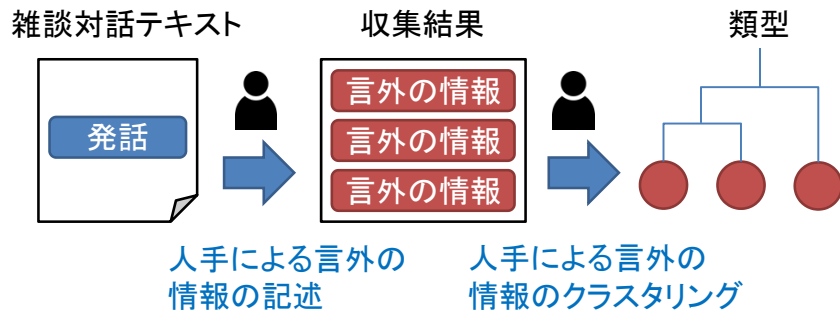 雑談対話テキスト
収集結果
類型
発話
言外の情報
言外の情報
言外の情報
人手による言外の
情報の記述
人手による言外の
情報のクラスタリング